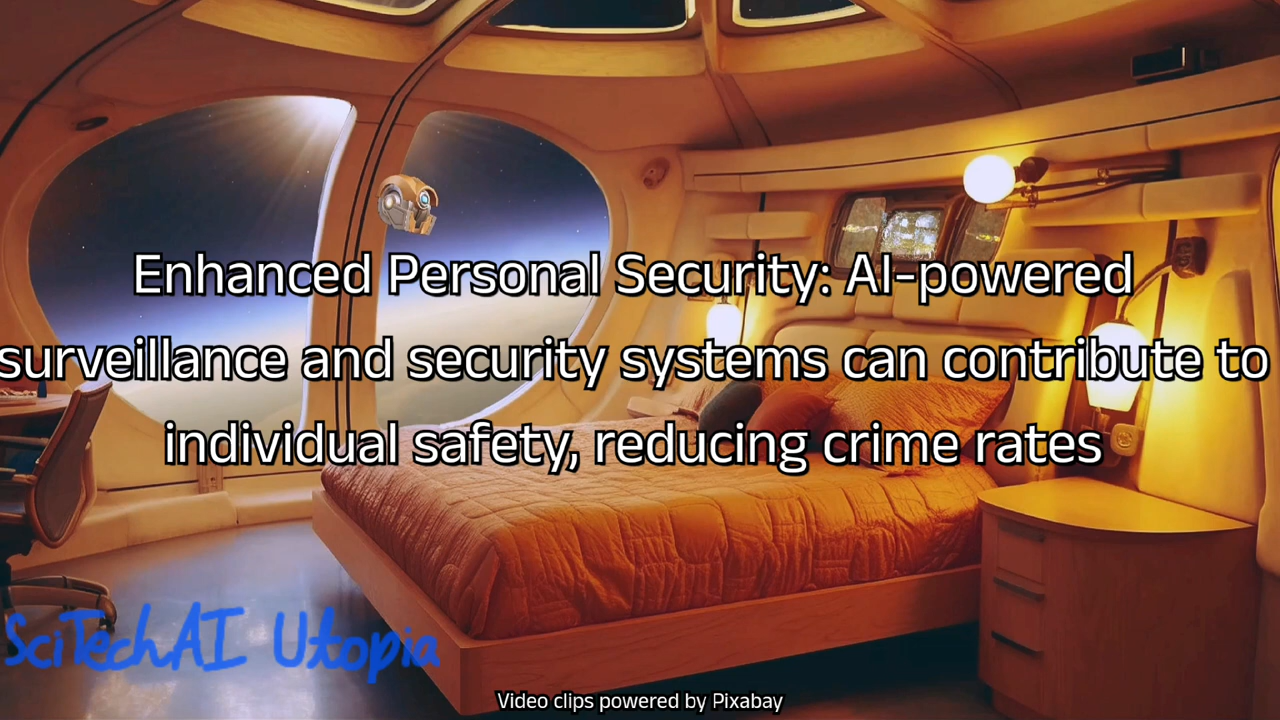 Enhanced Personal Security: AI-powered
surveillance and security systems can contribute to
individual safety, reducing crime rates
SciTechAI Utopia
Video clips powered by Pixabay